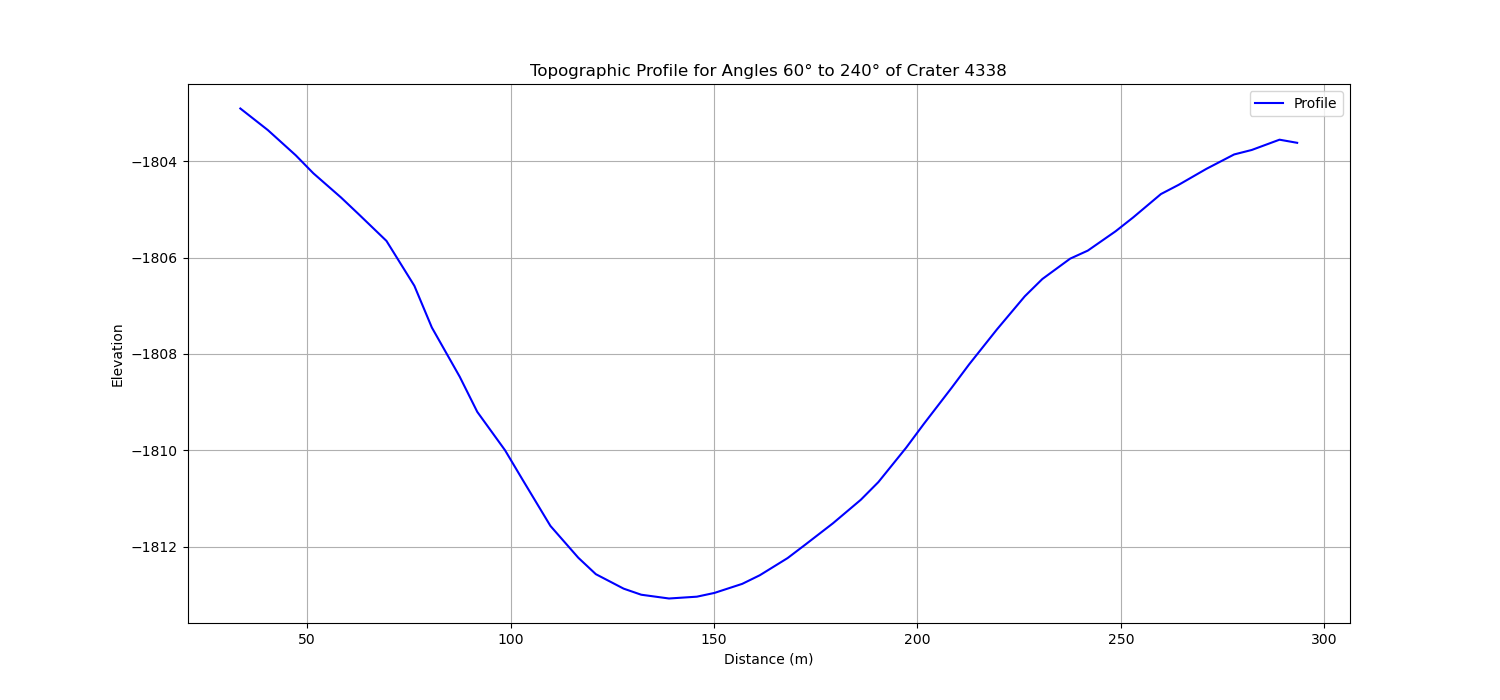 Topographic Profile for Angles 60° to 240° of Crater 4338
Profile
Elevation
−1804
−1806
−1808
−1810
−1812
50 100 150 200 250 300
Distance (m)